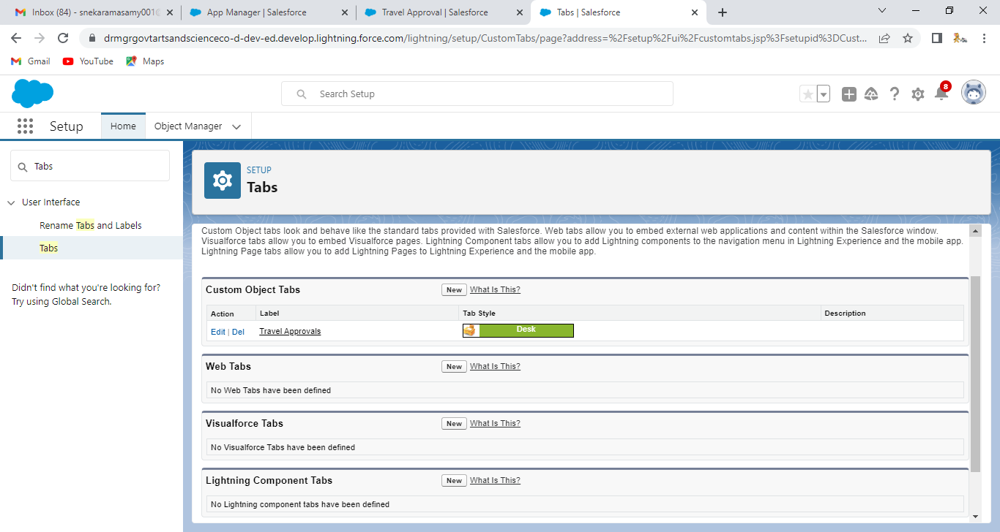 Inbox (84) - snekaramasamy001@
App Manager | Salesforce
Travel Approval | Salesforce
Tabs | Salesforce
drmgrgovtartsandscienceco-d-dev-ed.develop.lightning.force.com/lightning/setup/CustomTabs/page?address=%2Fsetup%2Fui%2Fcustomtabs.jsp%3Fsetupid%3DCust...
Gmail
YouTube
Maps
Search Setup
8
Setup
Home
Object Manager
Tabs
User Interface
Rename Tabs and Labels
Tabs
Didn't find what you're looking for?
Try using Global Search.
SETUP
Tabs
Custom Object tabs look and behave like the standard tabs provided with Salesforce. Web tabs allow you to embed external web applications and content within the Salesforce window.
Visualforce tabs allow you to embed Visualforce pages. Lightning Component tabs allow you to add Lightning components to the navigation menu in Lightning Experience and the mobile app.
Lightning Page tabs allow you to add Lightning Pages to Lightning Experience and the mobile app.
Custom Object Tabs New What Is This?
Action Label Tab Style Description
Edit | Del Travel Approvals Desk
Web Tabs New What Is This?
No Web Tabs have been defined
Visualforce Tabs New What Is This?
No Visualforce Tabs have been defined
Lightning Component Tabs New What Is This?
No Lightning component tabs have been defined